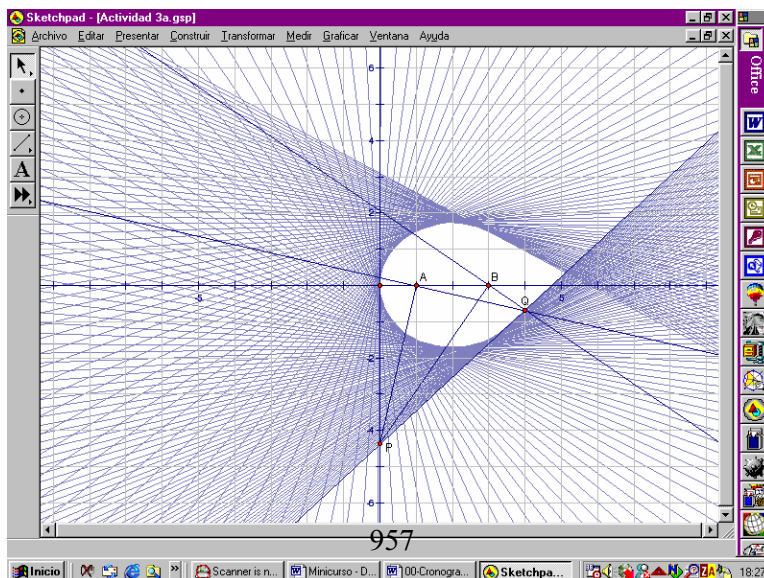 Sketchpad - [Actividad 3a.gsp]
Archivo Editar Presentar Construir Transformar Medir Graficar Ventana Ayuda
Office
A
6
4
2
A
B
-5
5
Q
-2
-4
P
-6
957
Inicio
Scanner is n...
Minicurso - D...
00-Cronogra...
Sketchpa...
18:27